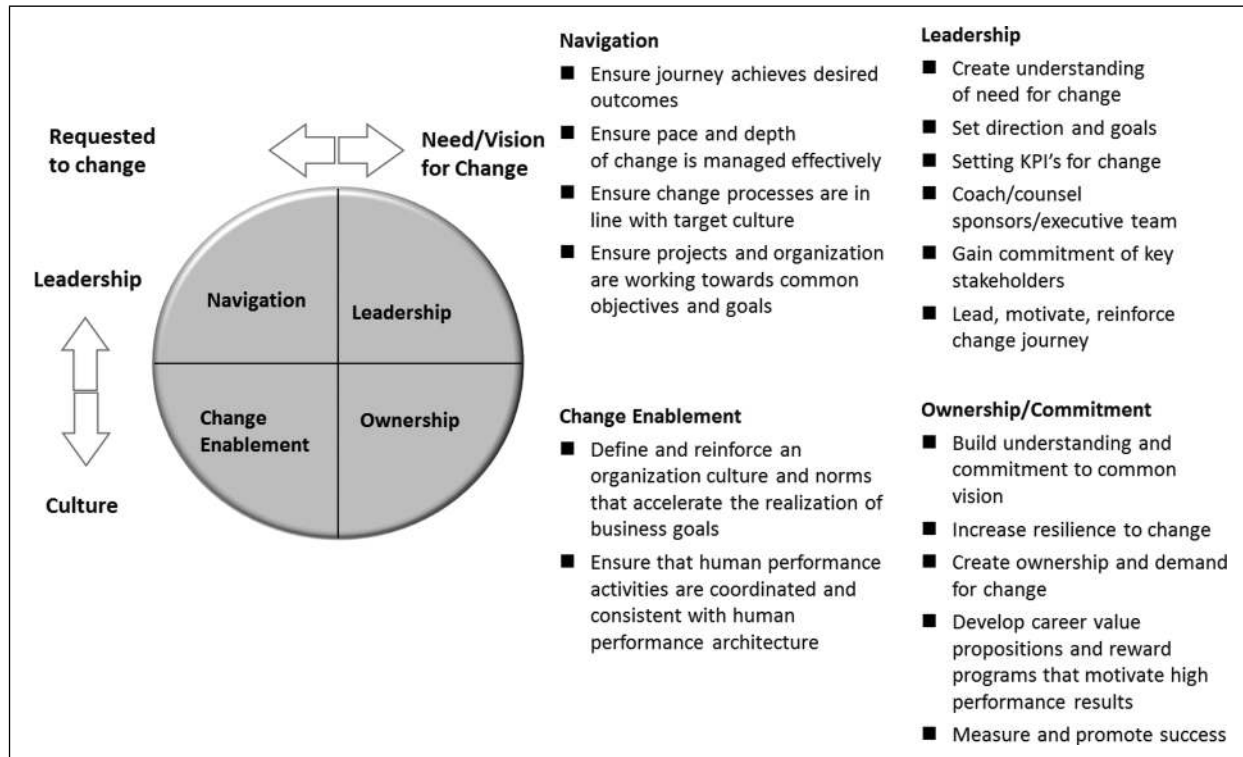 Requested
to change
Need/Vision
for Change
Leadership
Culture
Navigation
Leadership
Change
Enablement
Ownership
Navigation
■ Ensure journey achieves desired
outcomes
■ Ensure pace and depth
of change is managed effectively
■ Ensure change processes are in
line with target culture
■ Ensure projects and organization
are working towards common
objectives and goals
Leadership
■ Create understanding
of need for change
■ Set direction and goals
■ Setting KPI's for change
■ Coach/counsel
sponsors/executive team
■ Gain commitment of key
stakeholders
■ Lead, motivate, reinforce
change journey
Change Enablement
■ Define and reinforce an
organization culture and norms
that accelerate the realization of
business goals
■ Ensure that human performance
activities are coordinated and
consistent with human
performance architecture
Ownership/Commitment
■ Build understanding and
commitment to common
vision
■ Increase resilience to change
■ Create ownership and demand
for change
■ Develop career value
propositions and reward
programs that motivate high
performance results
■ Measure and promote success